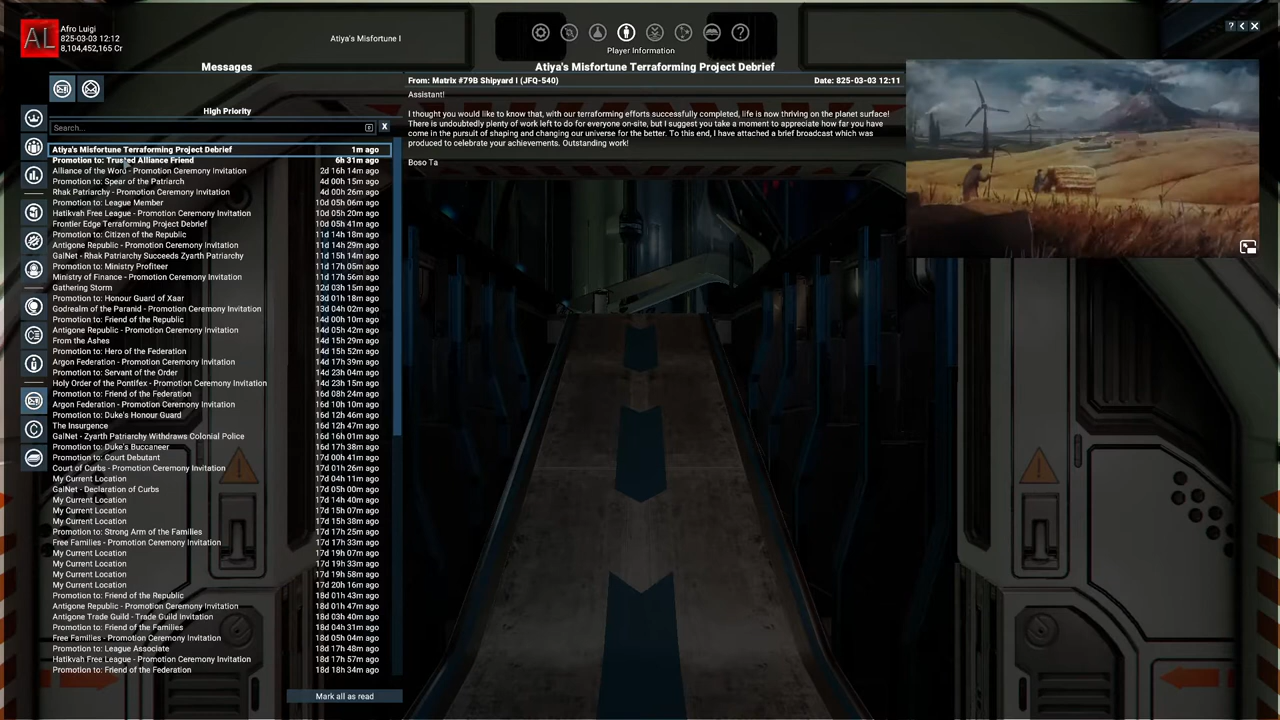 AL
Afro Luigi
825-03-03 12:12
8,104,452,165 Cr
Atiya's Misfortune I
Player Information
?
Messages
High Priority
Search...
X
Atiya's Misfortune Terraforming Project Debrief 1m ago
Promotion to: Trusted Alliance Friend 6h 31m ago
Alliance of the Word - Promotion Ceremony Invitation 2d 16h 14m ago
Promotion to: Spear of the Patriarch 4d 00h 15m ago
Rhak Patriarchy - Promotion Ceremony Invitation 4d 00h 26m ago
Promotion to: League Member 10d 05h 06m ago
Hatikvah Free League - Promotion Ceremony Invitation 10d 05h 20m ago
Frontier Edge Terraforming Project Debrief 10d 05h 41m ago
Promotion to: Citizen of the Republic 11d 14h 18m ago
Antigone Republic - Promotion Ceremony Invitation 11d 14h 29m ago
GalNet - Rhak Patriarchy Succeeds Zyarth Patriarchy 11d 15h 14m ago
Promotion to: Ministry Profiteer 11d 17h 05m ago
Ministry of Finance - Promotion Ceremony Invitation 11d 17h 56m ago
Gathering Storm 12d 03h 15m ago
Promotion to: Honour Guard of Xaar 13d 01h 18m ago
Godrealm of the Paranid - Promotion Ceremony Invitation 13d 04h 02m ago
Promotion to: Friend of the Republic 14d 00h 10m ago
Antigone Republic - Promotion Ceremony Invitation 14d 05h 42m ago
From the Ashes 14d 15h 29m ago
Promotion to: Hero of the Federation 14d 15h 52m ago
Argon Federation - Promotion Ceremony Invitation 14d 17h 39m ago
Promotion to: Servant of the Order 14d 23h 04m ago
Holy Order of the Pontifex - Promotion Ceremony Invitation 14d 23h 15m ago
Promotion to: Friend of the Federation 16d 08h 24m ago
Argon Federation - Promotion Ceremony Invitation 16d 10h 10m ago
Promotion to: Duke's Honour Guard 16d 12h 46m ago
The Insurgence 16d 12h 47m ago
GalNet - Zyarth Patriarchy Withdraws Colonial Police 16d 16h 01m ago
Promotion to: Duke's Buccaneer 16d 17h 38m ago
Promotion to: Court Debutant 17d 00h 41m ago
Court of Curbs - Promotion Ceremony Invitation 17d 01h 26m ago
My Current Location 17d 04h 11m ago
GalNet - Declaration of Curbs 17d 05h 00m ago
My Current Location 17d 14h 40m ago
My Current Location 17d 15h 07m ago
My Current Location 17d 15h 38m ago
Promotion to: Strong Arm of the Families 17d 17h 25m ago
Free Families - Promotion Ceremony Invitation 17d 17h 33m ago
My Current Location 17d 19h 07m ago
My Current Location 17d 19h 33m ago
My Current Location 17d 19h 58m ago
My Current Location 17d 20h 16m ago
Promotion to: Friend of the Republic 18d 01h 43m ago
Antigone Republic - Promotion Ceremony Invitation 18d 01h 47m ago
Antigone Trade Guild - Trade Guild Invitation 18d 03h 40m ago
Promotion to: Friend of the Families 18d 04h 31m ago
Free Families - Promotion Ceremony Invitation 18d 05h 04m ago
Promotion to: League Associate 18d 17h 48m ago
Hatikvah Free League - Promotion Ceremony Invitation 18d 17h 57m ago
Promotion to: Friend of the Federation 18d 18h 34m ago
Mark all as read
Atiya's Misfortune Terraforming Project Debrief
From: Matrix #79B Shipyard I (JFQ-540) Date: 825-03-03 12:11
Assistant!
I thought you would like to know that, with our terraforming efforts successfully completed, life is now thriving on the planet surface!
There is undoubtedly plenty of work left to do for everyone on-site, but I suggest you take a moment to appreciate how far you have
come in the pursuit of shaping and changing our universe for the better. To this end, I have attached a brief broadcast which was
produced to celebrate your achievements. Outstanding work!
Boso Ta